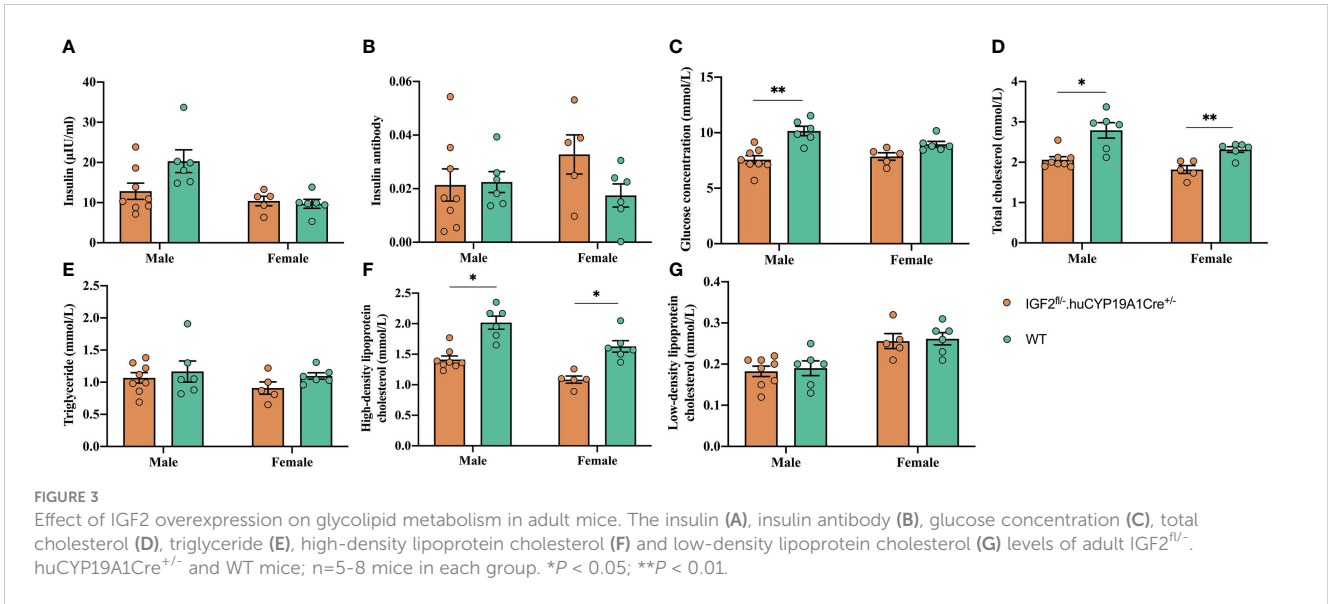 A
Insulin (μIU/ml)
40
30
20
10
0
Male
Female
B
Insulin antibody
0.06
0.04
0.02
0.00
Male
Female
C
Glucose concentration (mmol/L)
15
10
5
0
**
Male
Female
D
Total cholesterol (mmol/L)
4
3
2
1
0
*
**
Male
Female
E
Triglyceride (mmol/L)
2.5
2.0
1.5
1.0
0.5
0.0
Male
Female
F
High-density lipoprotein
cholesterol (mmol/L)
2.5
2.0
1.5
1.0
0.5
0.0
*
*
Male
Female
G
Low-density lipoprotein
cholesterol (mmol/L)
0.4
0.3
0.2
0.1
0.0
Male
Female
IGF2fl/-.huCYP19A1Cre+/-
WT
FIGURE 3
Effect of IGF2 overexpression on glycolipid metabolism in adult mice. The insulin (A), insulin antibody (B), glucose concentration (C), total
cholesterol (D), triglyceride (E), high-density lipoprotein cholesterol (F) and low-density lipoprotein cholesterol (G) levels of adult IGF2fl/-.
huCYP19A1Cre+/- and WT mice; n=5-8 mice in each group. *P < 0.05; **P < 0.01.